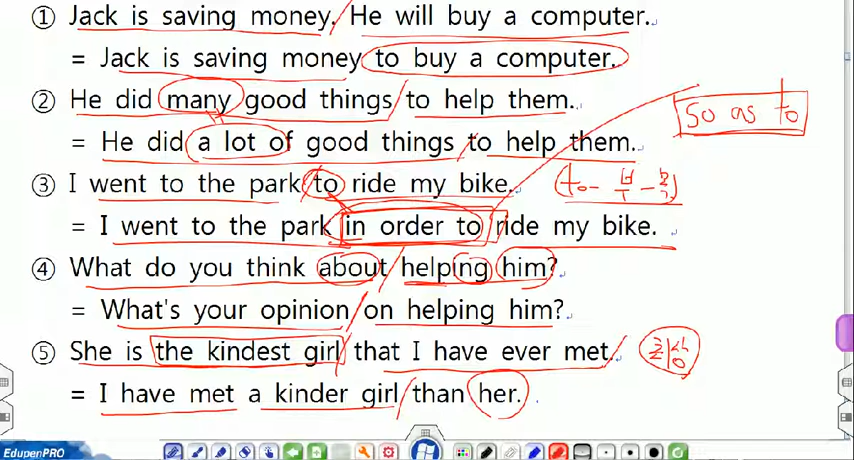 ① Jack is saving money. He will buy a computer.
= Jack is saving money to buy a computer.
② He did many good things to help them.
so as to
= He did a lot of good things to help them.
③ I went to the park to ride my bike. (to-부-목)
= I went to the park in order to ride my bike.
④ What do you think about helping him?
= What's your opinion on helping him?
⑤ She is the kindest girl that I have ever met.
= I have met a kinder girl than her.
EdupenPRO